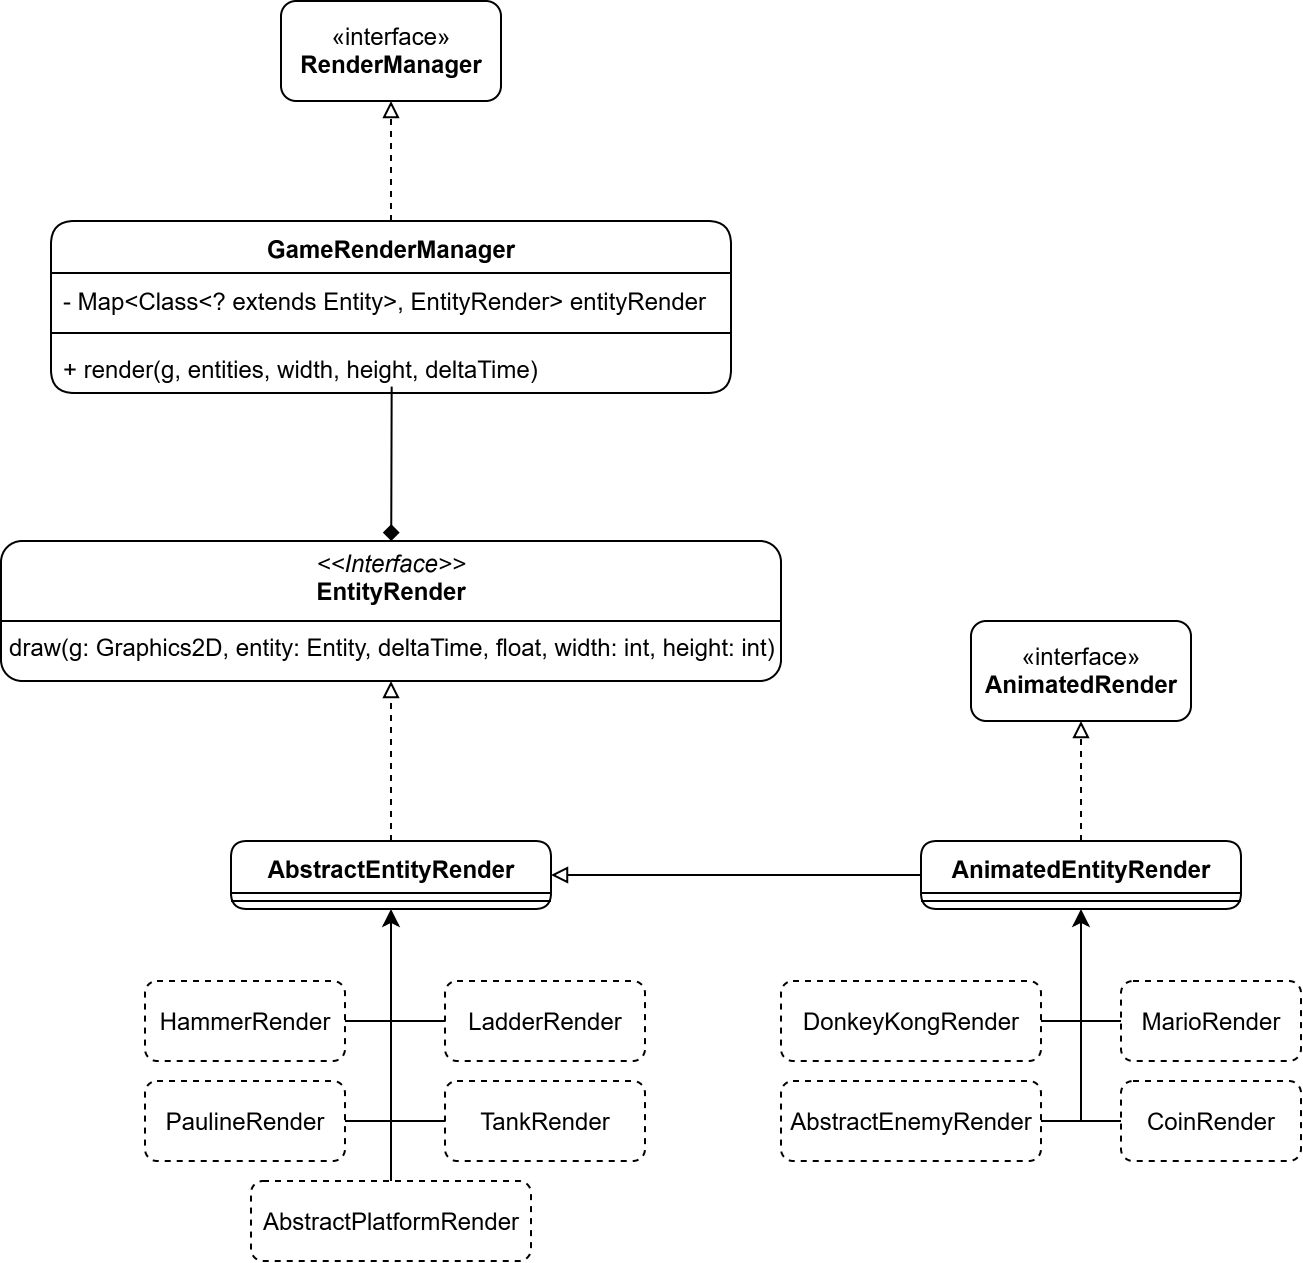 «interface»
RenderManager
GameRenderManager
- Map<Class<? extends Entity>, EntityRender> entityRender
+ render(g, entities, width, height, deltaTime)
<<Interface>>
EntityRender
draw(g: Graphics2D, entity: Entity, deltaTime, float, width: int, height: int)
«interface»
AnimatedRender
AbstractEntityRender
AnimatedEntityRender
HammerRender
LadderRender
DonkeyKongRender
MarioRender
PaulineRender
TankRender
AbstractEnemyRender
CoinRender
AbstractPlatformRender